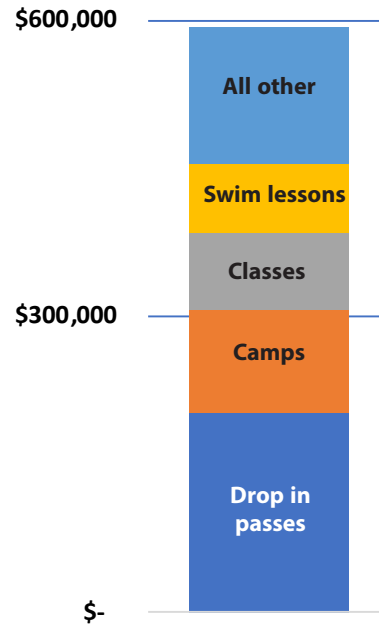 $600,000
All other
Swim lessons
Classes
$300,000
Camps
Drop in
passes
$-